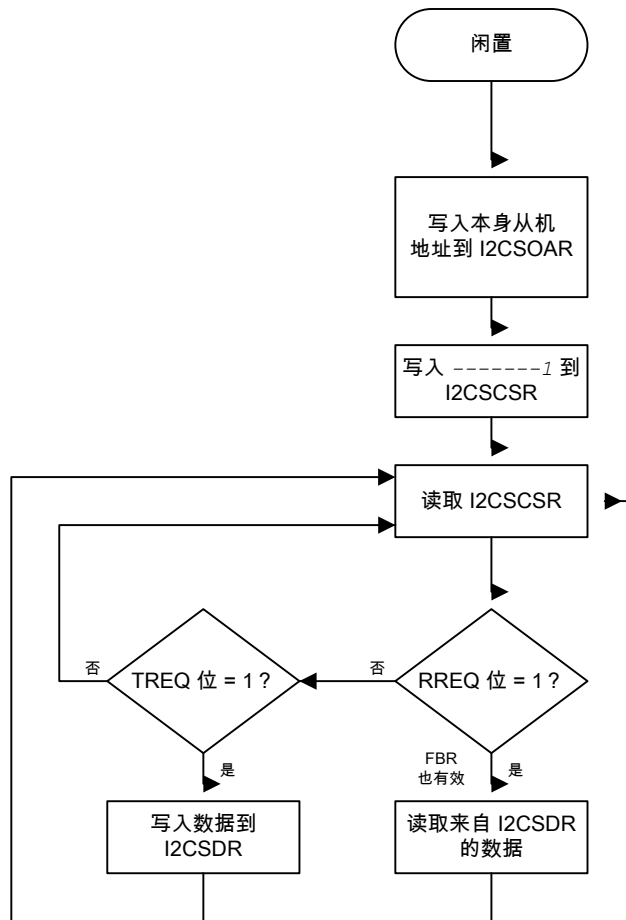 闲置
写入本身从机
地址到 I2CSOAR
写入 -------1 到
I2CSCSR
读取 I2CSCSR
否
TREQ 位 = 1？
否
RREQ 位 = 1？
是
FBR
也有效
是
写入数据到
I2CSDR
读取来自 I2CSDR
的数据